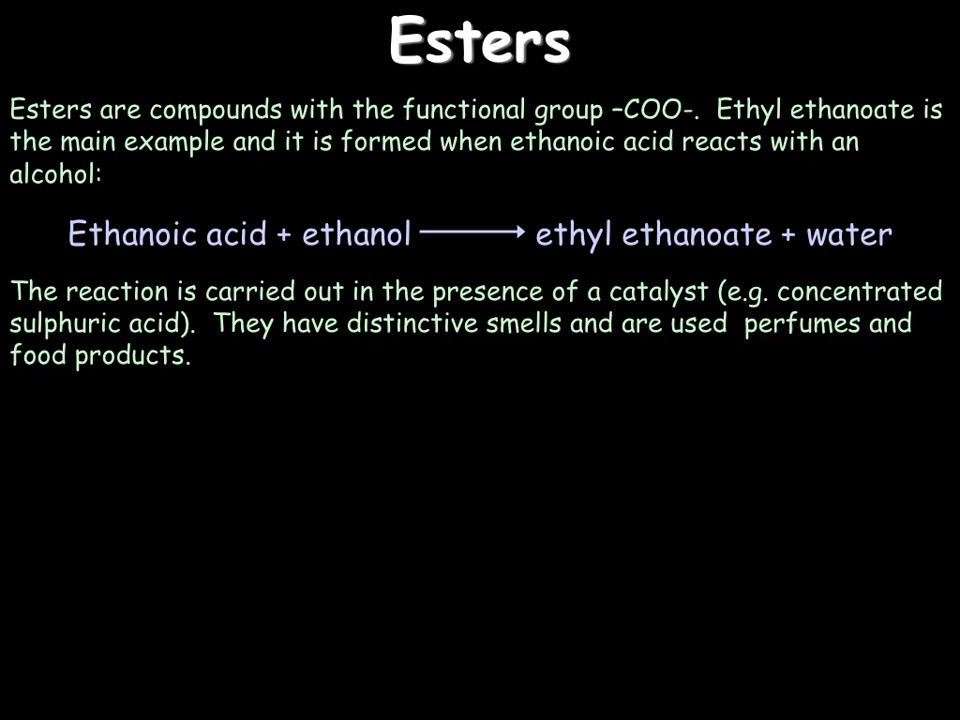 Esters
Esters are compounds with the functional group –COO-.  Ethyl ethanoate is
the main example and it is formed when ethanoic acid reacts with an
alcohol:
Ethanoic acid + ethanol ⟶ ethyl ethanoate + water
The reaction is carried out in the presence of a catalyst (e.g. concentrated
sulphuric acid).  They have distinctive smells and are used  perfumes and
food products.